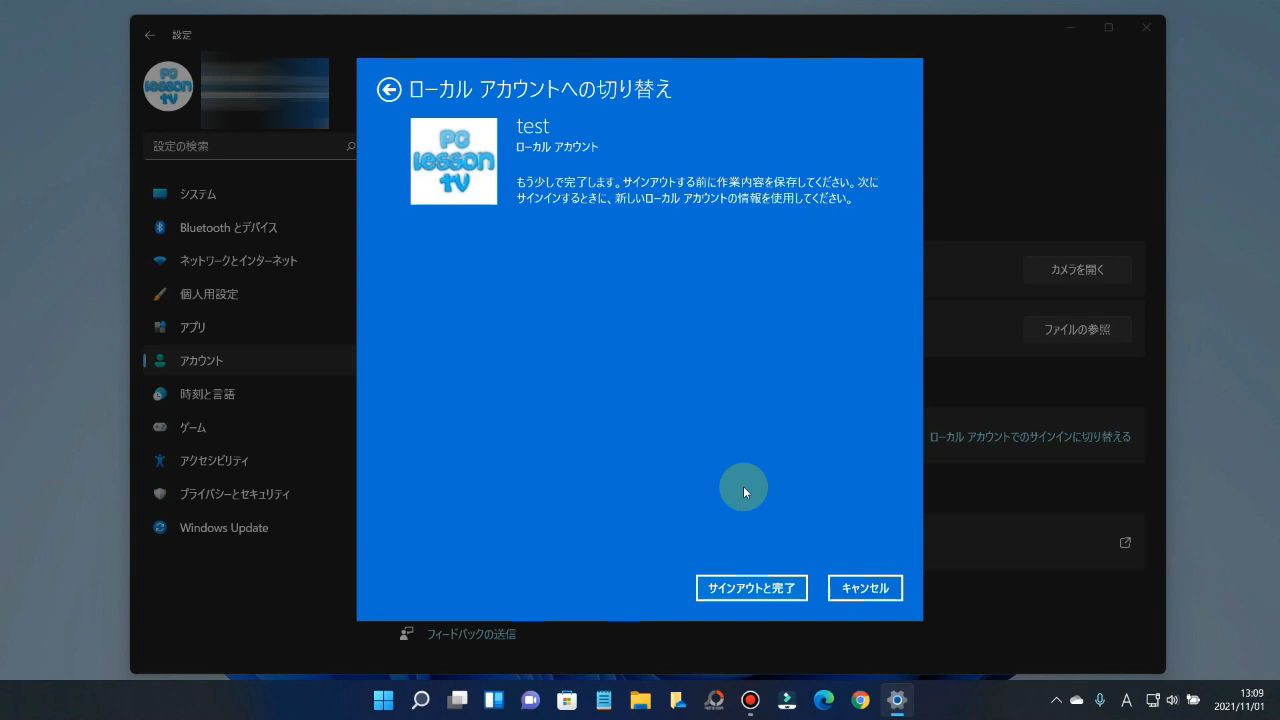 設定
PC
lesson
TV
設定の検索
システム
Bluetooth とデバイス
ネットワークとインターネット
個人用設定
アプリ
アカウント
時刻と言語
ゲーム
アクセシビリティ
プライバシーとセキュリティ
Windows Update
ローカル アカウントへの切り替え
PC
lesson
TV
test
ローカル アカウント
もう少しで完了します。サインアウトする前に作業内容を保存してください。次に
サインインするときに、新しいローカル アカウントの情報を使用してください。
サインアウトと完了
キャンセル
カメラを開く
ファイルの参照
ローカル アカウントでのサインインに切り替える
フィードバックの送信
A
13:09
2021/11/01